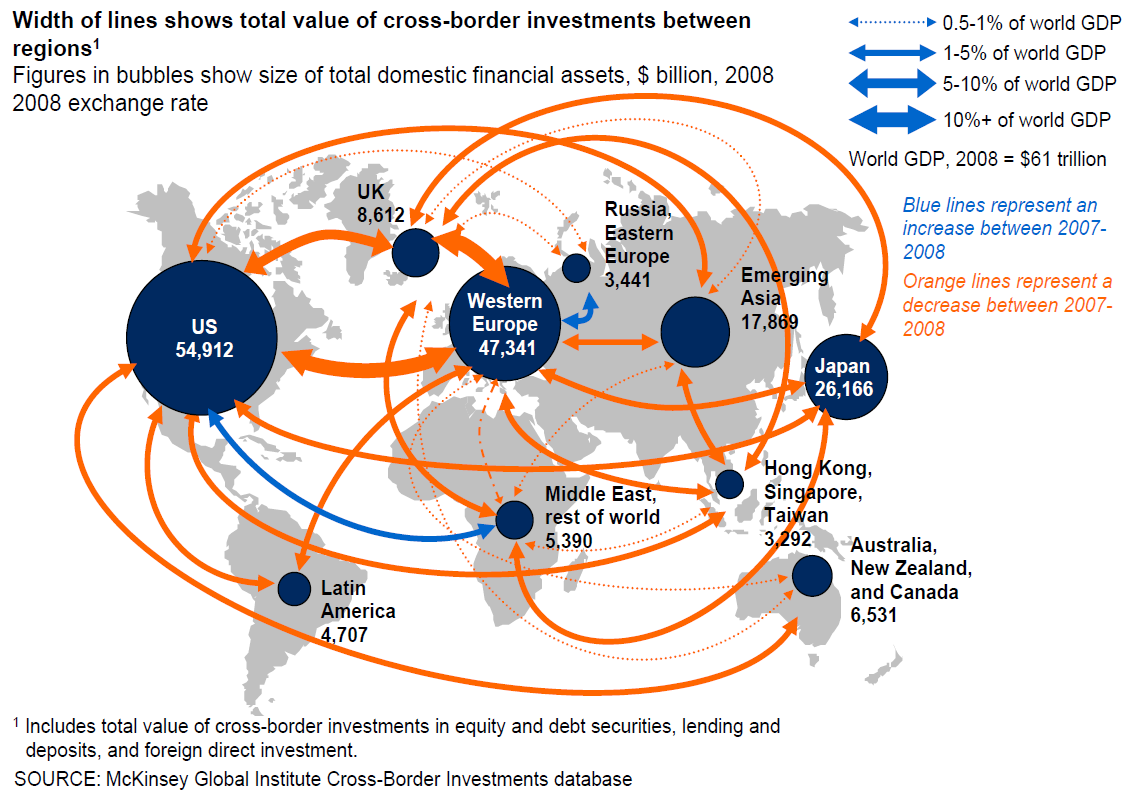 Width of lines shows total value of cross-border investments between
regions¹
Figures in bubbles show size of total domestic financial assets, $ billion, 2008
2008 exchange rate
0.5-1% of world GDP
1-5% of world GDP
5-10% of world GDP
10%+ of world GDP
World GDP, 2008 = $61 trillion
Blue lines represent an
increase between 2007-
2008
Orange lines represent a
decrease between 2007-
2008
UK
8,612
Russia,
Eastern
Europe
3,441
Emerging
Asia
17,869
Western
Europe
47,341
US
54,912
Japan
26,166
Hong Kong,
Singapore,
Taiwan
3,292
Middle East,
rest of world
5,390
Australia,
New Zealand,
and Canada
6,531
Latin
America
4,707
¹ Includes total value of cross-border investments in equity and debt securities, lending and
deposits, and foreign direct investment.
SOURCE: McKinsey Global Institute Cross-Border Investments database